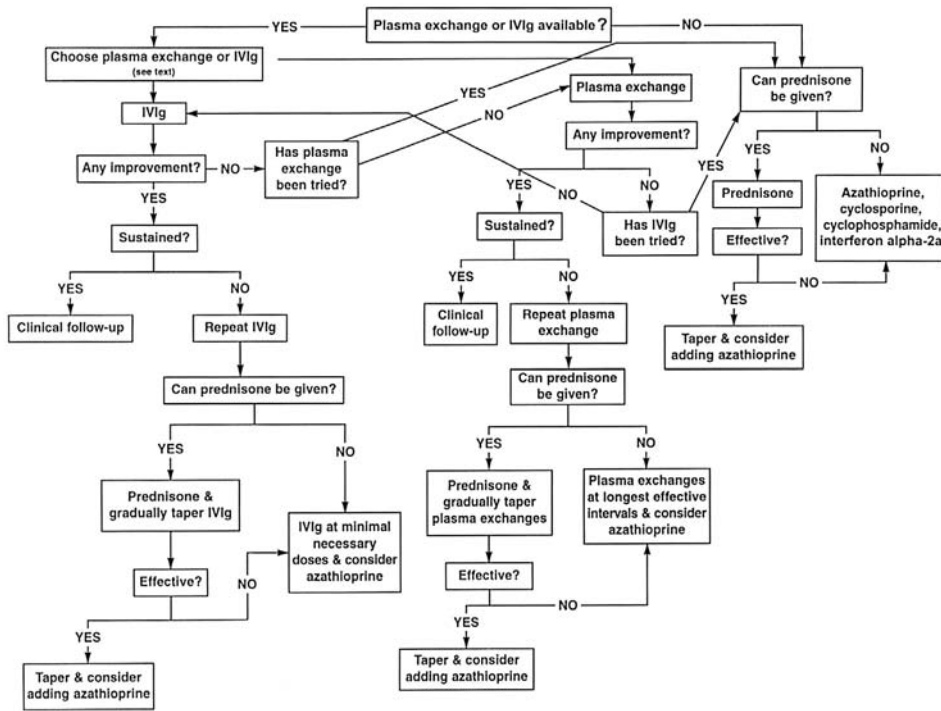 Plasma exchange or IVIg available?
YES
NO
Choose plasma exchange or IVIg
(see text)
IVIg
Any improvement?
NO
Has plasma
exchange
been tried?
YES
NO
Plasma exchange
Any improvement?
YES
NO
NO
Has IVIg
been tried?
YES
Can prednisone
be given?
YES
NO
Prednisone
Effective?
Azathioprine,
cyclosporine,
cyclophosphamide,
interferon alpha-2a
YES
NO
Taper & consider
adding azathioprine
YES
Sustained?
YES
NO
Clinical follow-up
Repeat IVIg
Can prednisone be given?
YES
NO
Prednisone &
gradually taper IVIg
IVIg at minimal
necessary
doses & consider
azathioprine
Effective?
NO
YES
Taper & consider
adding azathioprine
Sustained?
YES
NO
Clinical
follow-up
Repeat plasma
exchange
Can prednisone
be given?
YES
NO
Prednisone &
gradually taper
plasma exchanges
Plasma exchanges
at longest effective
intervals & consider
azathioprine
Effective?
NO
YES
Taper & consider
adding azathioprine